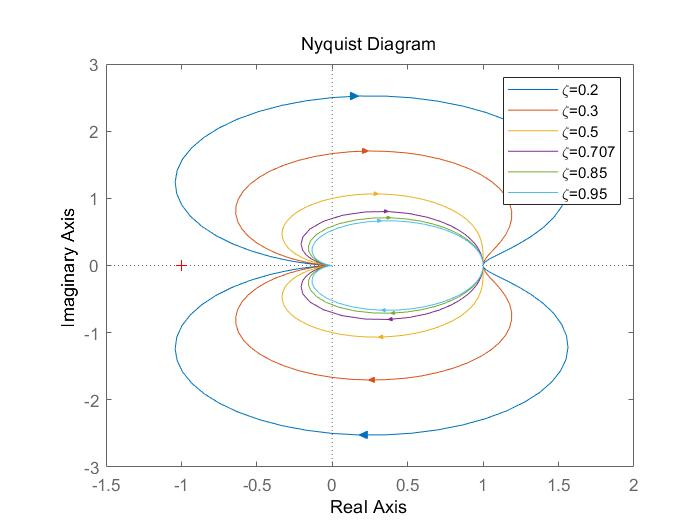 Nyquist Diagram
3
2
1
0
-1
-2
-3
Imaginary Axis
-1.5 -1 -0.5 0 0.5 1 1.5 2
Real Axis
ζ=0.2
ζ=0.3
ζ=0.5
ζ=0.707
ζ=0.85
ζ=0.95